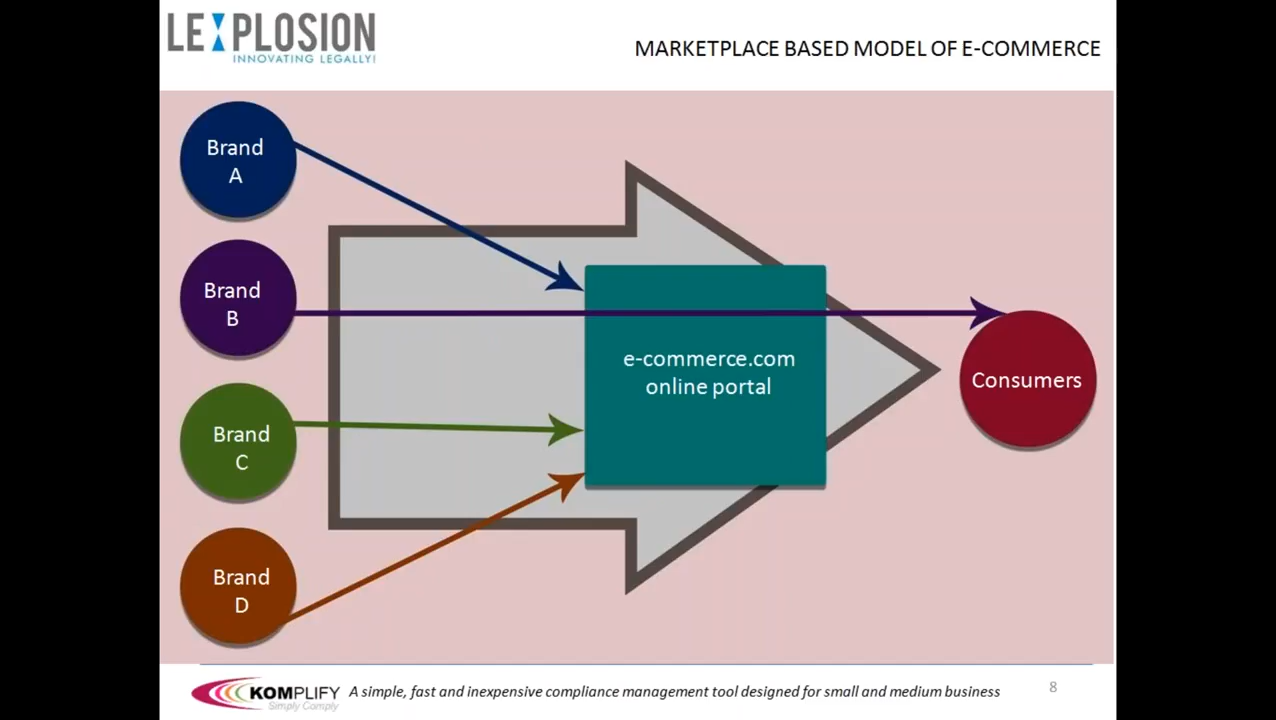 LEXPLOSION
INNOVATING LEGALLY!
MARKETPLACE BASED MODEL OF E-COMMERCE
Brand
A
Brand
B
e-commerce.com
online portal
Consumers
Brand
C
Brand
D
KOMPLIFY
Simply Comply
A simple, fast and inexpensive compliance management tool designed for small and medium business
8